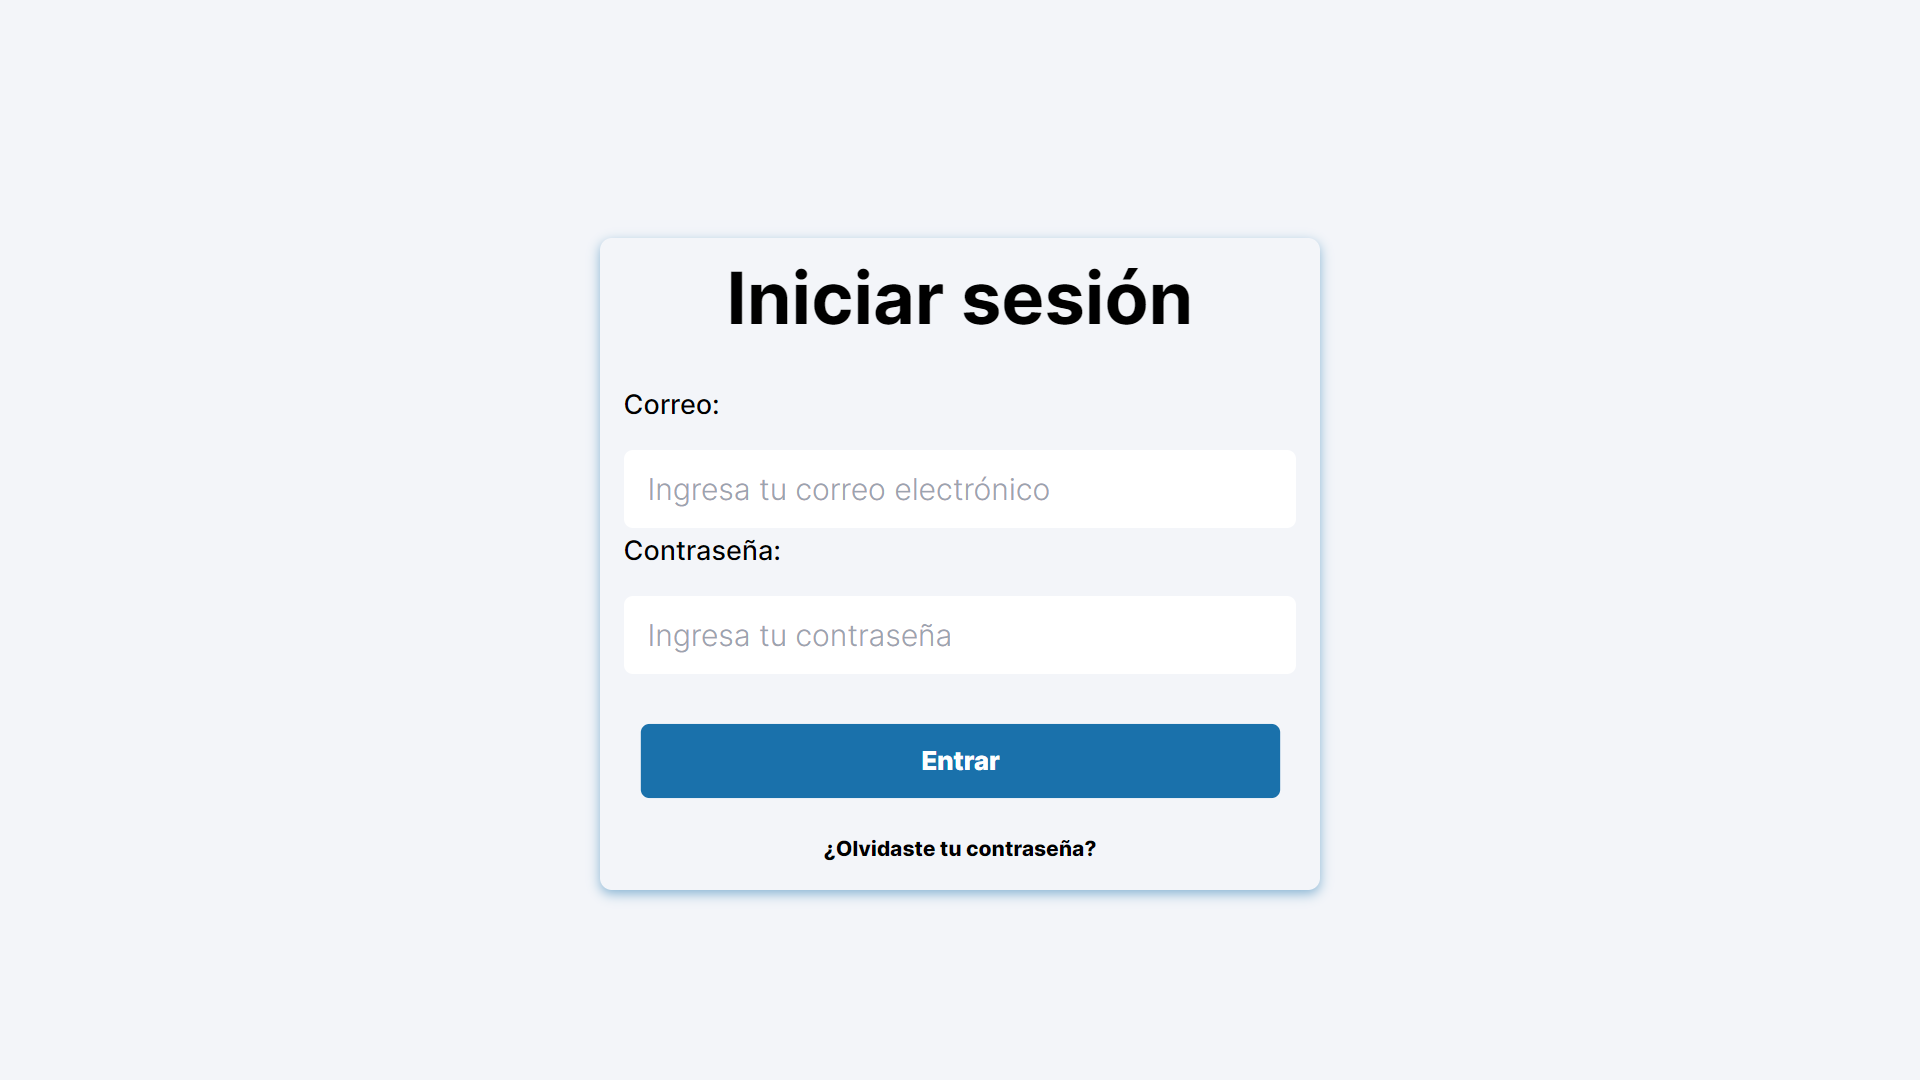 Iniciar sesión
Correo:
Ingresa tu correo electrónico
Contraseña:
Ingresa tu contraseña
Entrar
¿Olvidaste tu contraseña?